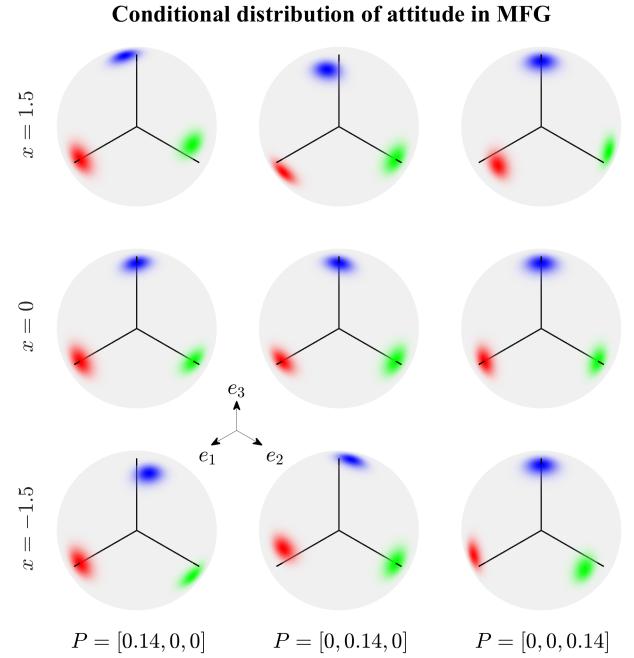 Conditional distribution of attitude in MFG
x = 1.5
x = 0
e3
e1
e2
x = −1.5
P = [0.14, 0, 0]
P = [0, 0.14, 0]
P = [0, 0, 0.14]